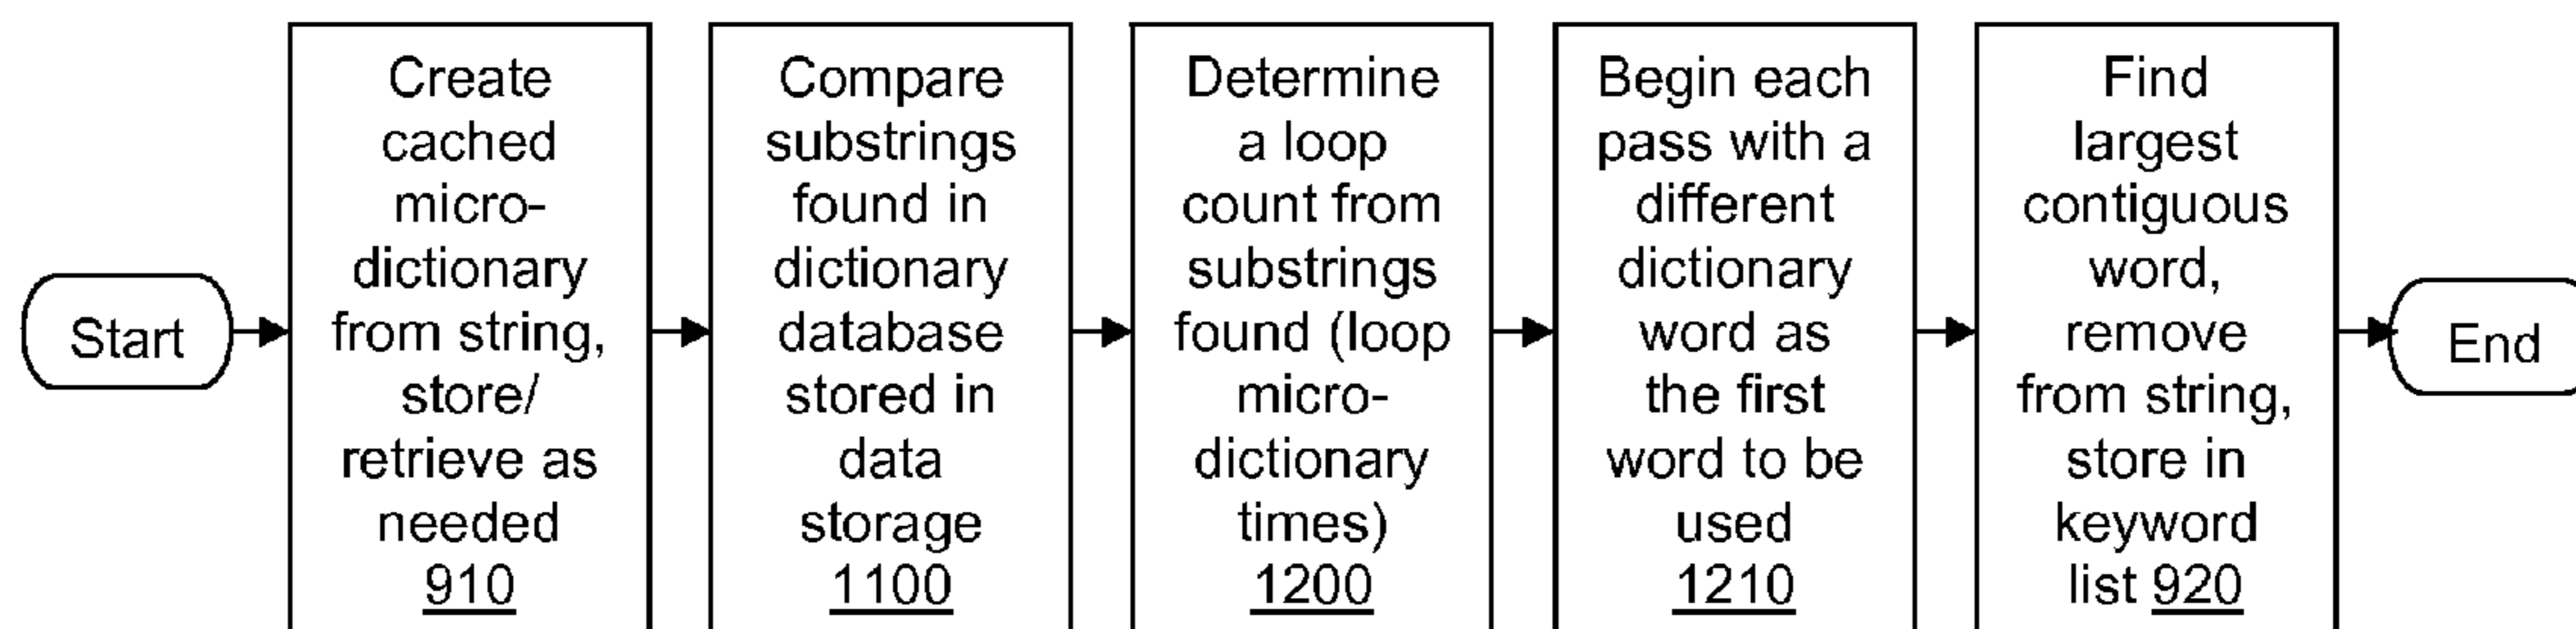 Start
Create
cached
micro-
dictionary
from string,
store/
retrieve as
needed
910
Compare
substrings
found in
dictionary
database
stored in
data
storage
1100
Determine
a loop
count from
substrings
found (loop
micro-
dictionary
times)
1200
Begin each
pass with a
different
dictionary
word as
the first
word to be
used
1210
Find
largest
contiguous
word,
remove
from string,
store in
keyword
list 920
End